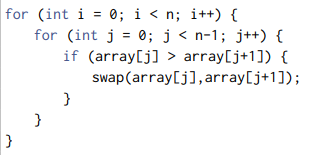 for (int i = 0; i < n; i++) {
    for (int j = 0; j < n-1; j++) {
        if (array[j] > array[j+1]) {
            swap(array[j],array[j+1]);
        }
    }
}